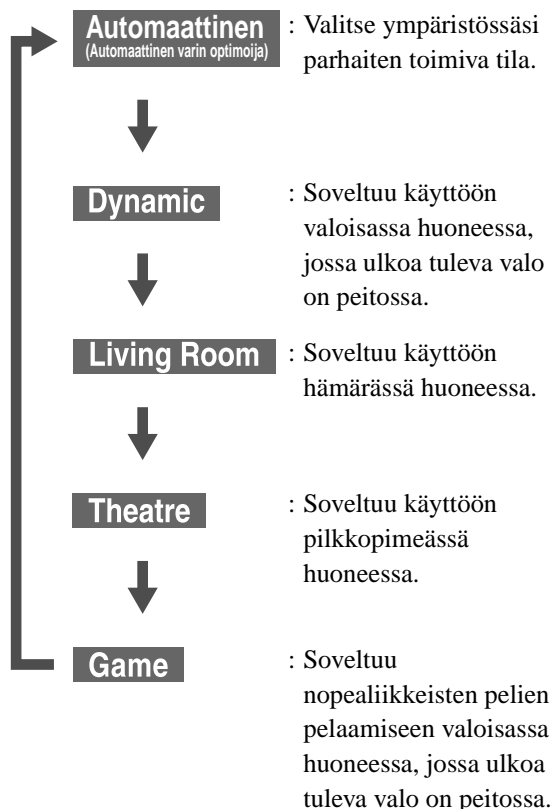 Automaattinen
(Automaattinen varin optimoija)
: Valitse ympäristössäsi
parhaiten toimiva tila.
Dynamic
: Soveltuu käyttöön
valoisassa huoneessa,
jossa ulkoa tuleva valo
on peitossa.
Living Room
: Soveltuu käyttöön
hämärässä huoneessa.
Theatre
: Soveltuu käyttöön
pilkkopimeässä
huoneessa.
Game
: Soveltuu
nopealiikkeisten pelien
pelaamiseen valoisassa
huoneessa, jossa ulkoa
tuleva valo on peitossa.